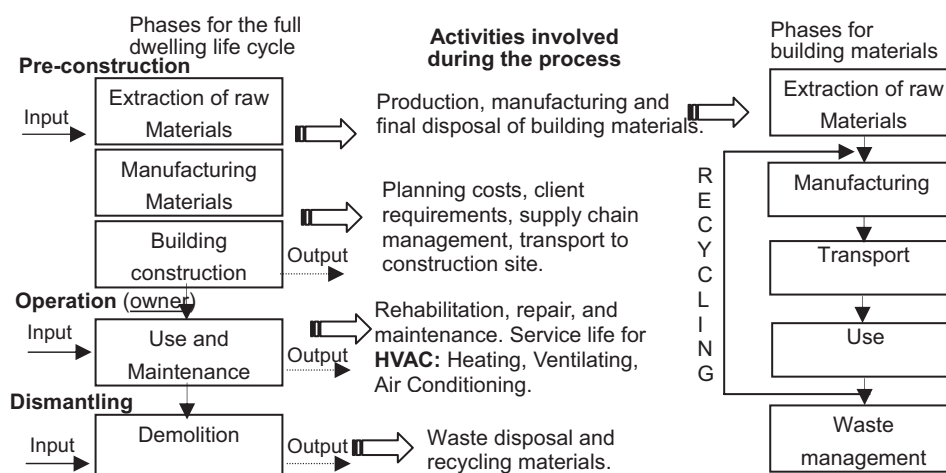 Phases for the full
dwelling life cycle
Pre-construction
Input
Extraction of raw
Materials
Manufacturing
Materials
Building
construction
Output
Operation (owner)
Input
Use and
Maintenance
Output
Dismantling
Input
Demolition
Output
Activities involved
during the process
Production, manufacturing and
final disposal of building materials.
Planning costs, client
requirements, supply chain
management, transport to
construction site.
Rehabilitation, repair, and
maintenance. Service life for
HVAC: Heating, Ventilating,
Air Conditioning.
Waste disposal and
recycling materials.
Phases for
building materials
Extraction of raw
Materials
Manufacturing
Transport
Use
Waste
management
RECYCLING